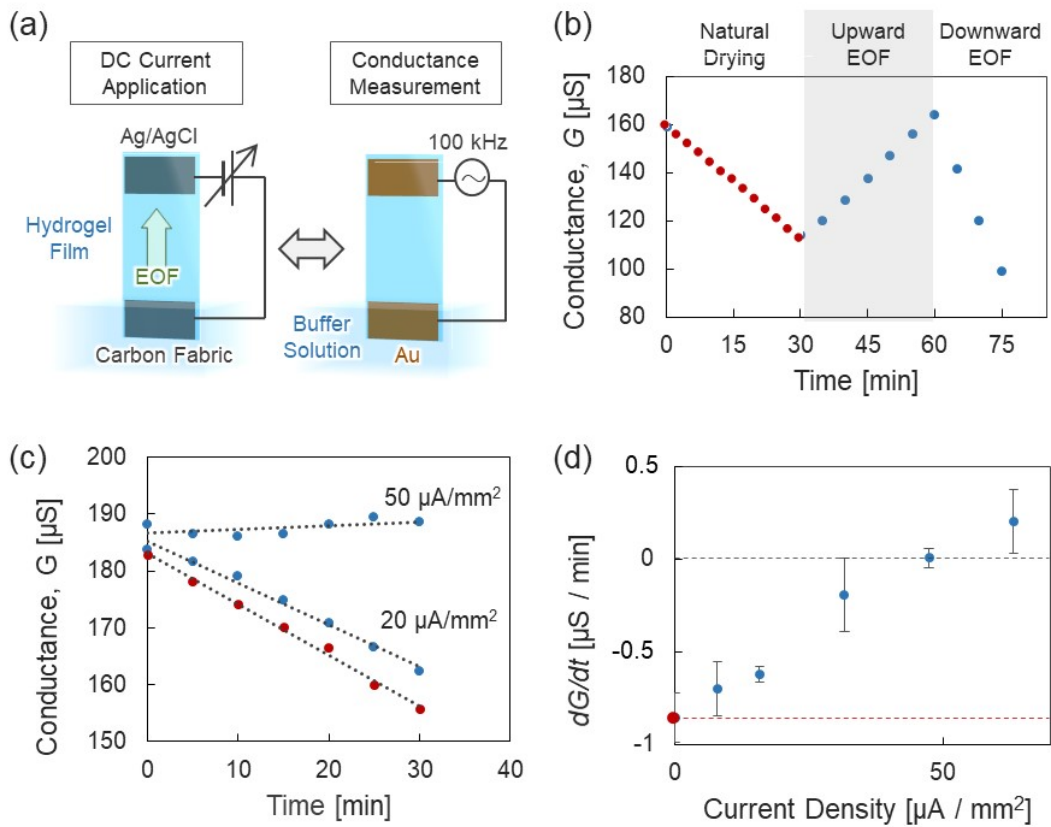 (a)
DC Current
Application
Conductance
Measurement
Ag/AgCl
100 kHz
Hydrogel
Film
EOF
Buffer
Solution
Carbon Fabric
Au
(b)
Natural
Drying
Upward
EOF
Downward
EOF
Conductance, G [µS]
180
160
140
120
100
80
0
15
30
45
60
75
Time [min]
(c)
Conductance, G [µS]
200
190
180
170
160
150
50 µA/mm²
20 µA/mm²
0
10
20
30
40
Time [min]
(d)
dG/dt [µS / min]
0.5
0
-0.5
-1
0
50
Current Density [µA / mm²]